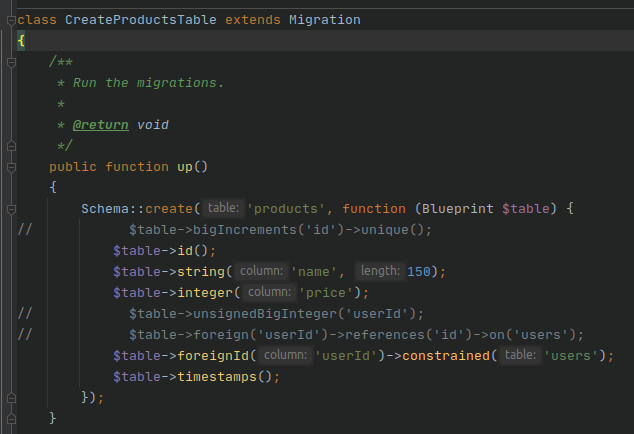 class CreateProductsTable extends Migration
{
    /**
     * Run the migrations.
     *
     * @return void
     */
    public function up()
    {
        Schema::create( table: 'products', function (Blueprint $table) {
//            $table->bigIncrements('id')->unique();
            $table->id();
            $table->string( column: 'name', length: 150);
            $table->integer( column: 'price');
//            $table->unsignedBigInteger('userId');
//            $table->foreign('userId')->references('id')->on('users');
            $table->foreignId( column: 'userId')->constrained( table: 'users');
            $table->timestamps();
        });
    }